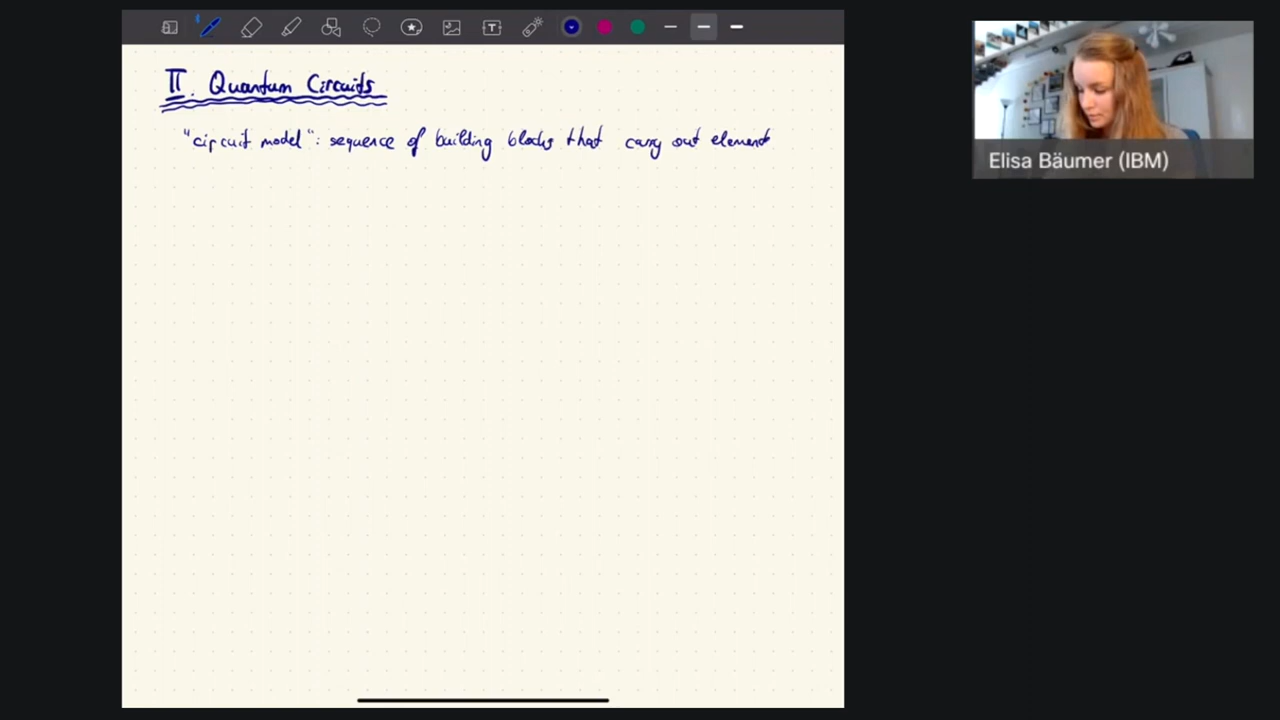 II. Quantum Circuits
"circuit model": sequence of building blocks that carry out element
Elisa Bäumer (IBM)